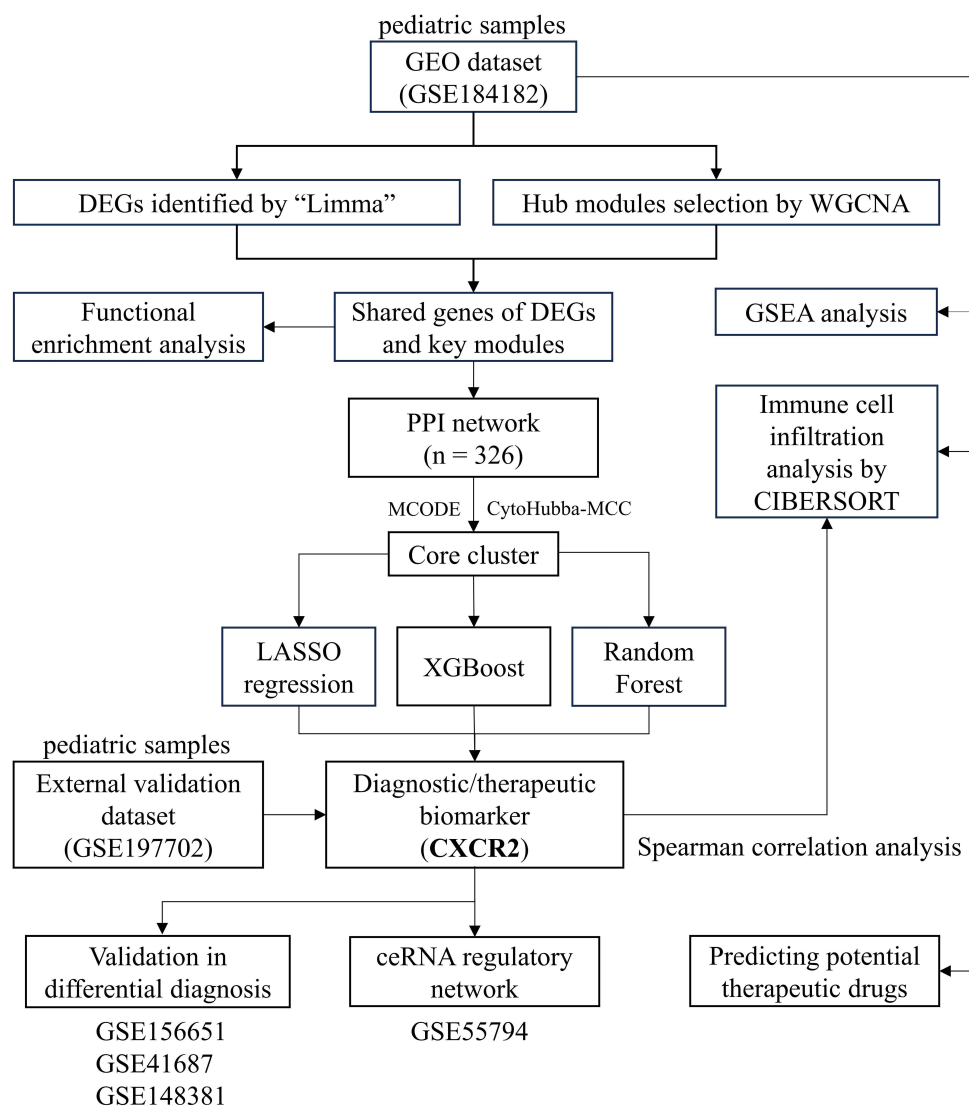 pediatric samples
GEO dataset
(GSE184182)
DEGs identified by “Limma”
Hub modules selection by WGCNA
Functional
enrichment analysis
Shared genes of DEGs
and key modules
GSEA analysis
PPI network
(n = 326)
Immune cell
infiltration
analysis by
CIBERSORT
MCODE
CytoHubba-MCC
Core cluster
LASSO
regression
XGBoost
Random
Forest
pediatric samples
External validation
dataset
(GSE197702)
Diagnostic/therapeutic
biomarker
(CXCR2)
Spearman correlation analysis
Validation in
differential diagnosis
ceRNA regulatory
network
Predicting potential
therapeutic drugs
GSE156651
GSE41687
GSE148381
GSE55794